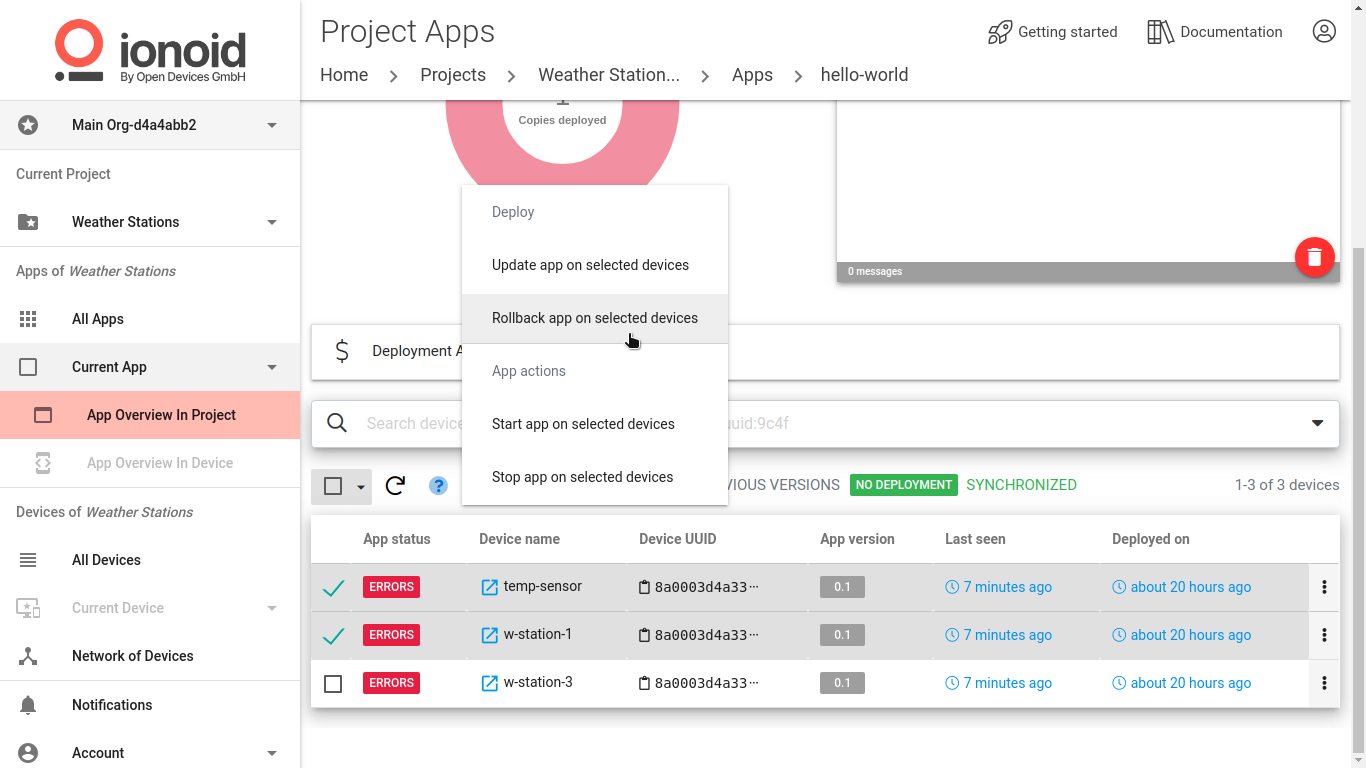 ionoid
By Open Devices GmbH
Project Apps
Getting started
Documentation
Home
Projects
Weather Station...
Apps
hello-world
Main Org-d4a4abb2
Current Project
Weather Stations
Apps of Weather Stations
All Apps
Current App
App Overview In Project
App Overview In Device
Devices of Weather Stations
All Devices
Current Device
Network of Devices
Notifications
Account
Copies deployed
0 messages
Deploy
Update app on selected devices
Rollback app on selected devices
App actions
Start app on selected devices
Stop app on selected devices
$ Deployment
Search uuid:9c4f
? VERSIONS NO DEPLOYMENT SYNCHRONIZED 1-3 of 3 devices
App status Device name Device UUID App version Last seen Deployed on
ERRORS temp-sensor 8a0003d4a33... 0.1 7 minutes ago about 20 hours ago
ERRORS w-station-1 8a0003d4a33... 0.1 7 minutes ago about 20 hours ago
ERRORS w-station-3 8a0003d4a33... 0.1 7 minutes ago about 20 hours ago